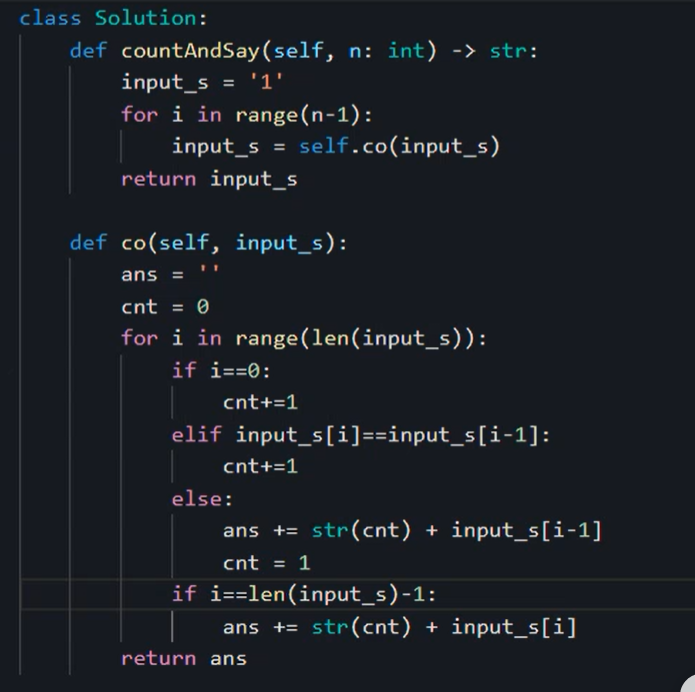 class Solution:
    def countAndSay(self, n: int) -> str:
        input_s = '1'
        for i in range(n-1):
            input_s = self.co(input_s)
        return input_s

    def co(self, input_s):
        ans = ''
        cnt = 0
        for i in range(len(input_s)):
            if i==0:
                cnt+=1
            elif input_s[i]==input_s[i-1]:
                cnt+=1
            else:
                ans += str(cnt) + input_s[i-1]
                cnt = 1
            if i==len(input_s)-1:
                ans += str(cnt) + input_s[i]
        return ans